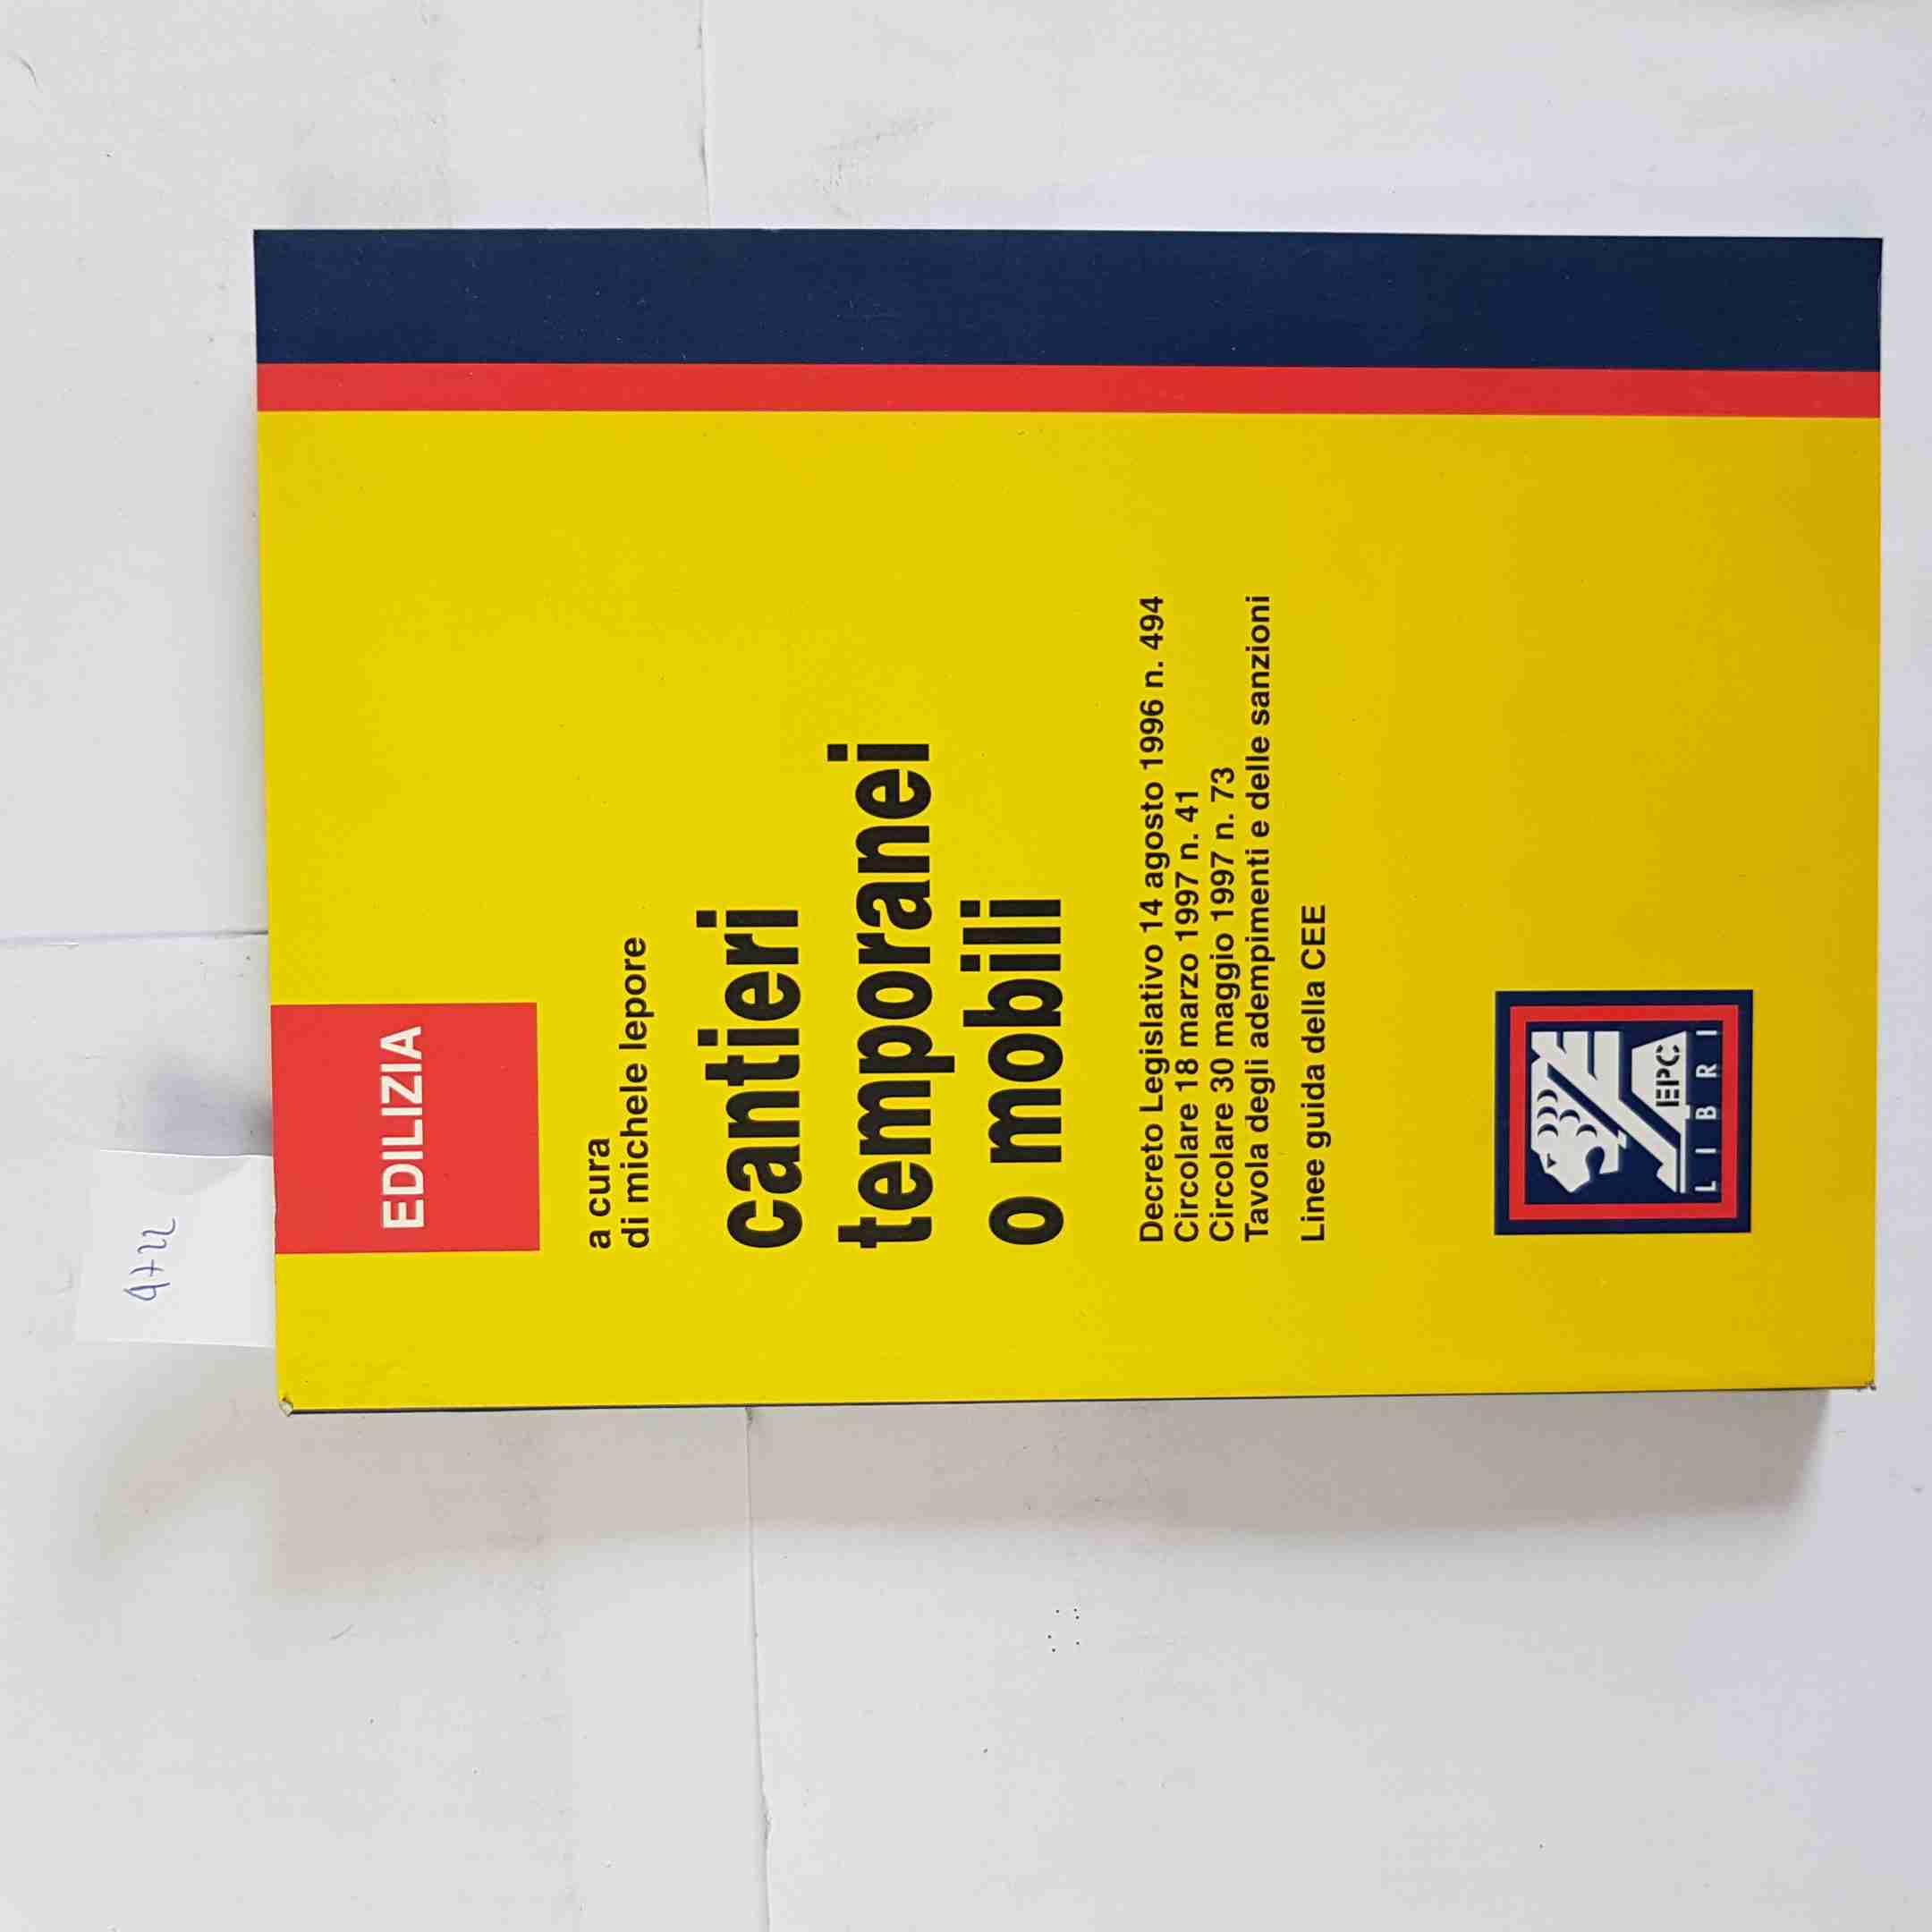 EDILIZIA
a cura
di michele lepore
cantieri
temporanei
o mobili
Decreto Legislativo 14 agosto 1996 n. 494
Circolare 18 marzo 1997 n. 41
Circolare 30 maggio 1997 n. 73
Tavola degli adempimenti e delle sanzioni
Linee guida della CEE
EPC
LIBRI